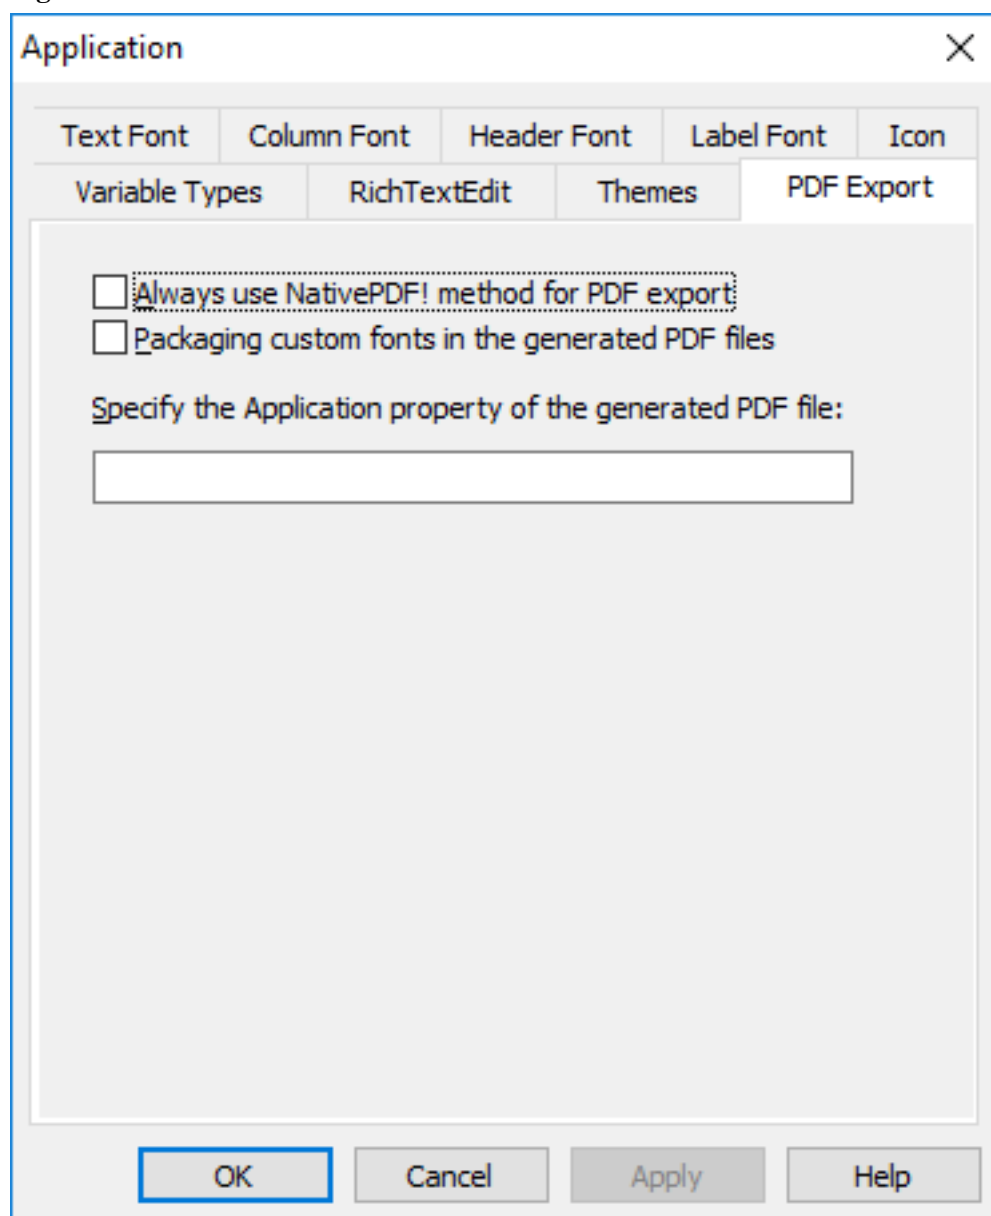 Application
Text Font Column Font Header Font Label Font Icon
Variable Types RichTextEdit Themes PDF Export
Always use NativePDF! method for PDF export
Packaging custom fonts in the generated PDF files
Specify the Application property of the generated PDF file:
OK Cancel Apply Help